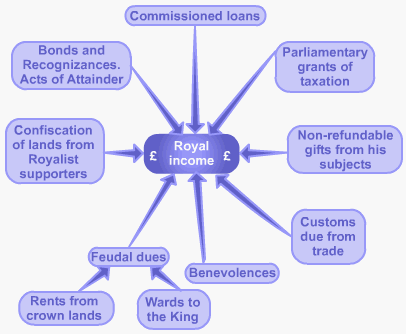 Commissioned loans
Bonds and
Recognizances.
Acts of Attainder
Parliamentary
grants of
taxation
Confiscation
of lands from
Royalist
supporters
£ Royal £
income
Non-refundable
gifts from his
subjects
Customs
due from
trade
Feudal dues
Benevolences
Rents from
crown lands
Wards to
the King